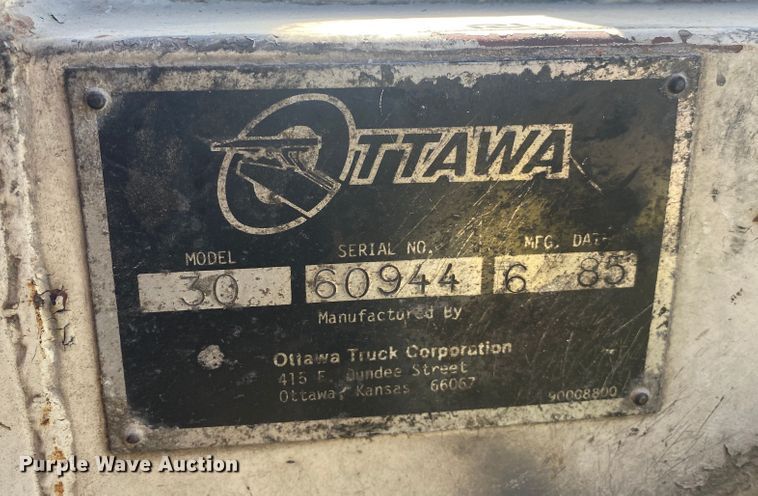 OTTAWA
MODEL SERIAL NO. MFG. DATE
30 60944 6 85
Manufactured By
Ottawa Truck Corporation
415 E. Dundee Street
Ottawa, Kansas 66067
90008800
Purple Wave Auction